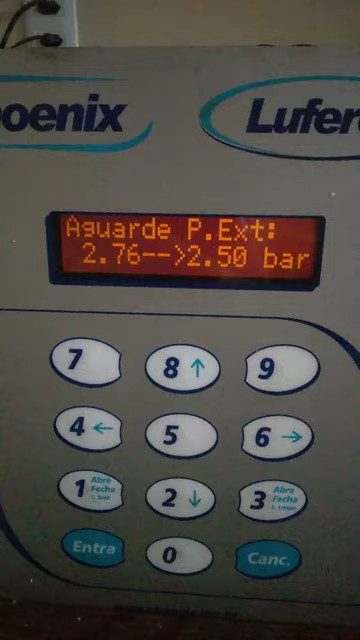 oenix
Lufer
Aguarde P.Ext:
2.76-->2.50 bar
7
8 ↑
9
4 ←
5
6 →
1 Abre
Fecha
2 ↓
3 Abre
Fecha
Entra
0
Canc.